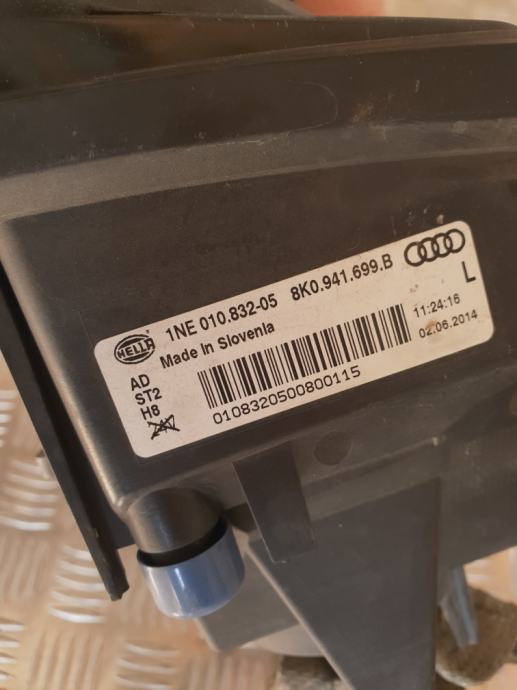 HELLA 1NE 010.832-05 8K0.941.699.B
Made in Slovenia L
AD 11:24:16
ST2 02.06.2014
H8
0108320500800115